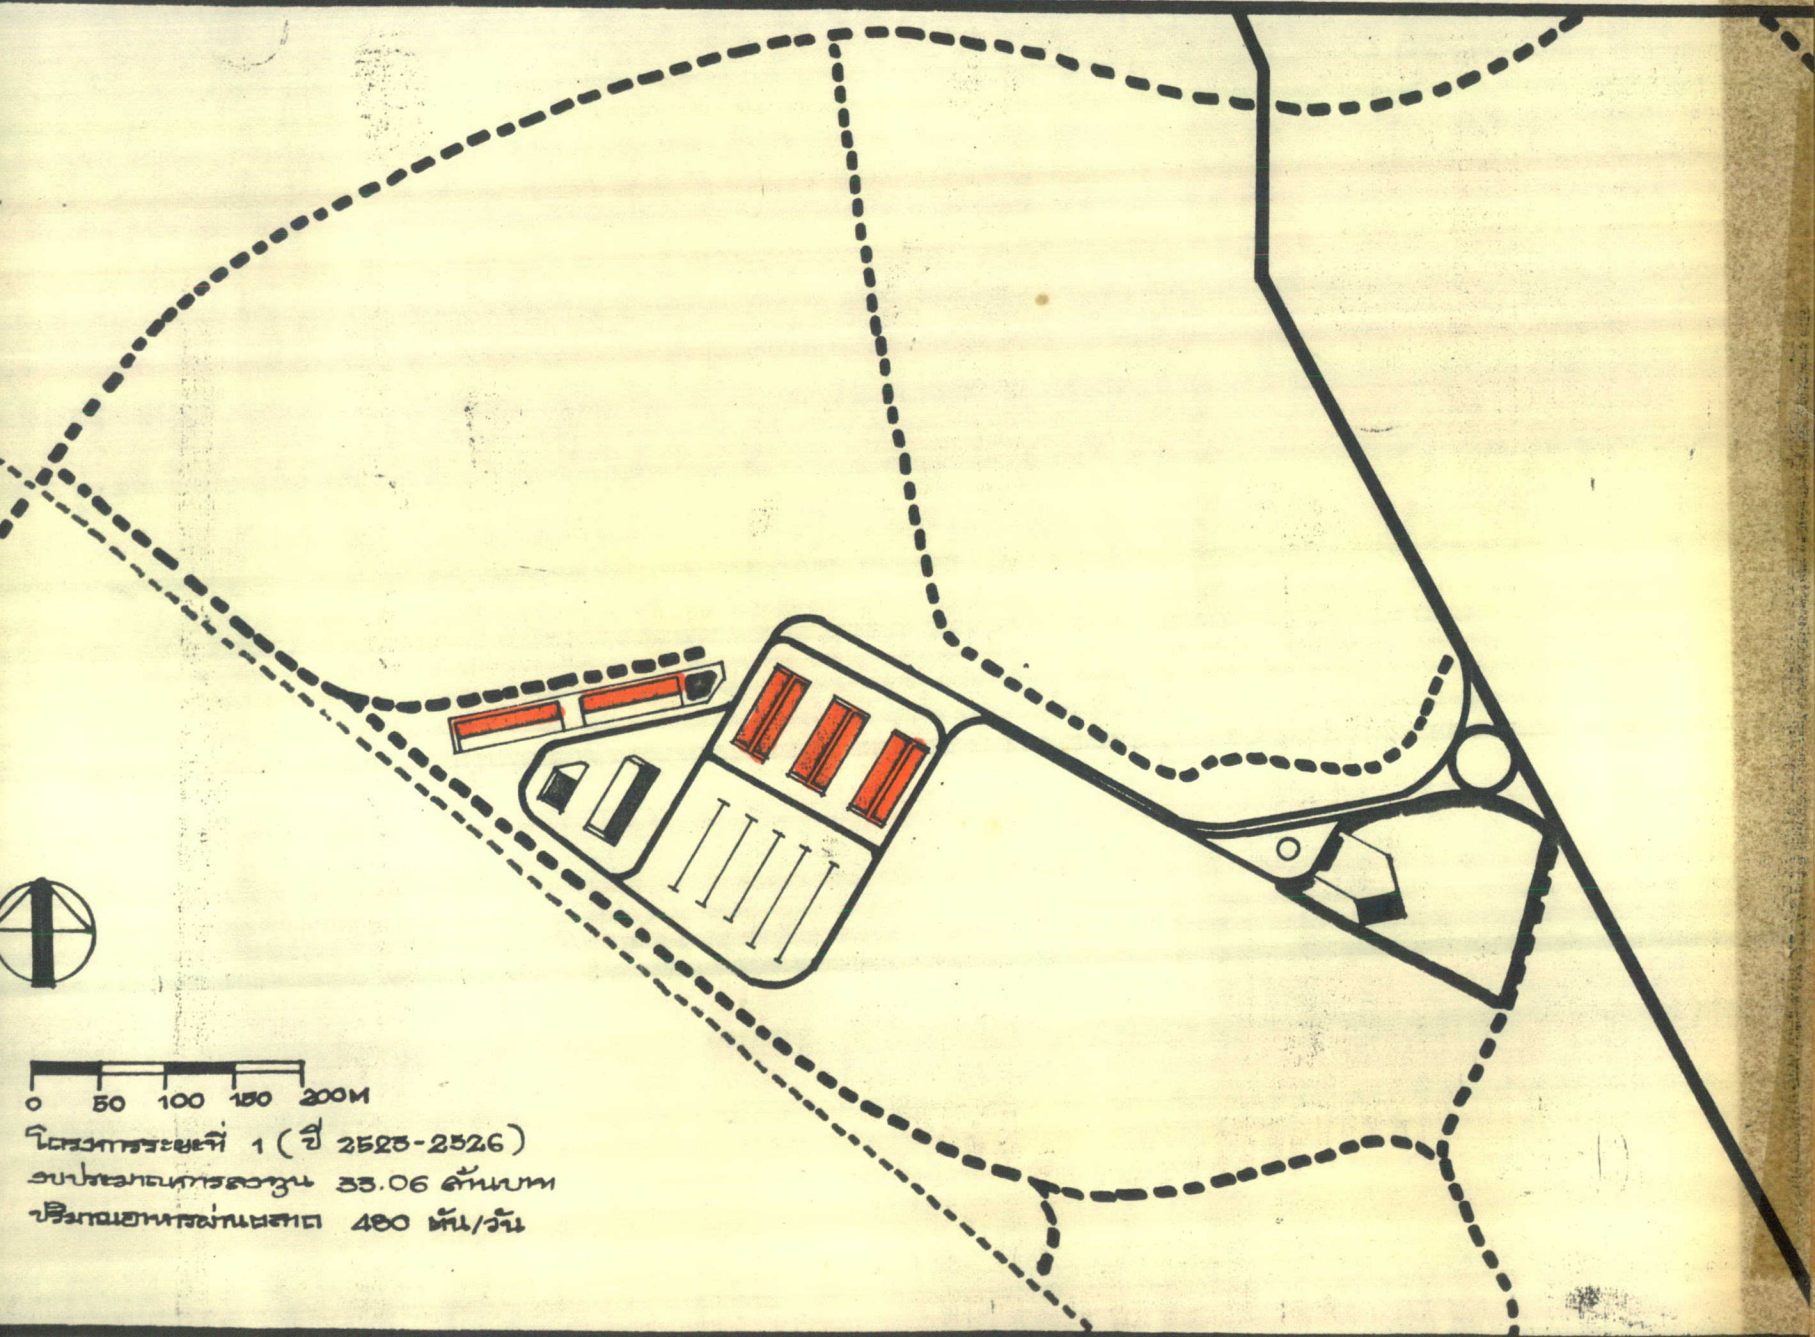 0 50 100 150 200M
โครงการระยะที่ 1 ( ปี 2523-2526 )
งบประมาณการลงทุน 33.06 ล้านบาท
ปริมาณอาหารผ่านตลาด 480 ตัน/วัน